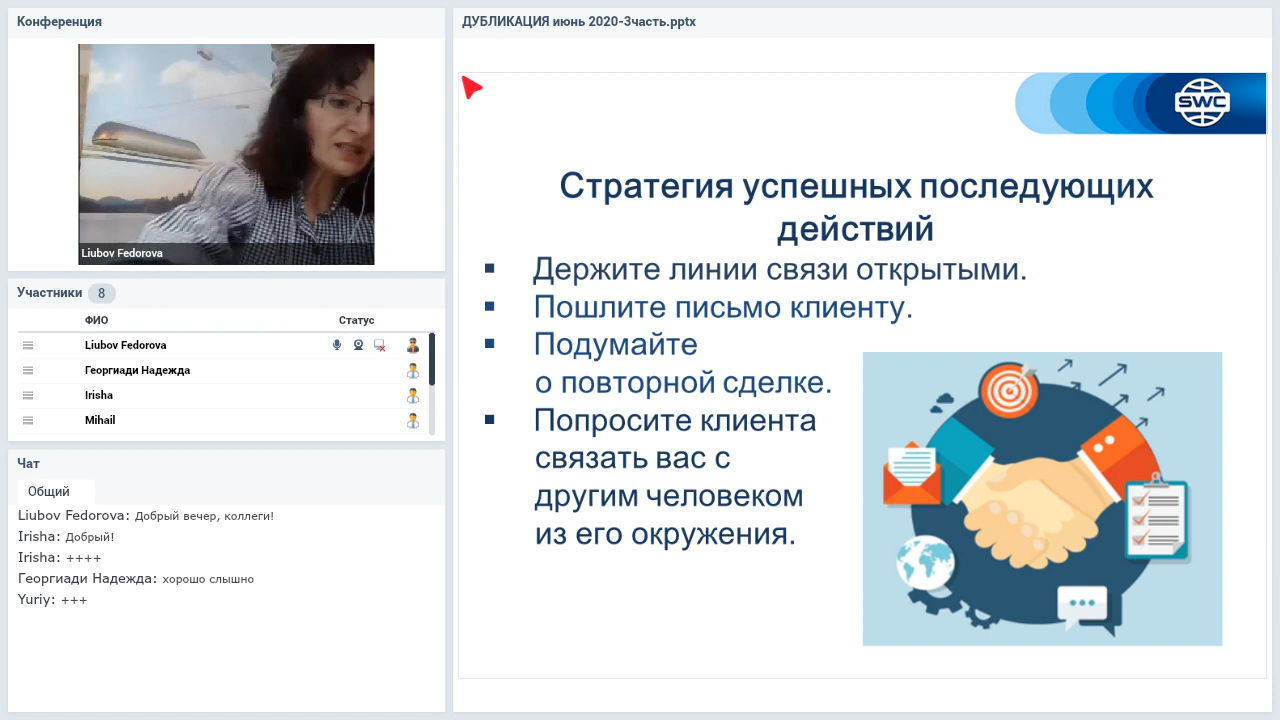 Конференция
Liubov Fedorova
Участники 8
ФИО Статус
Liubov Fedorova
Георгиади Надежда
Irisha
Mihail
Чат
Общий
Liubov Fedorova: Добрый вечер, коллеги!
Irisha: Добрый!
Irisha: ++++
Георгиади Надежда: хорошо слышно
Yuriy: +++
ДУБЛИКАЦИЯ июнь 2020-3часть.pptx
SWC
Стратегия успешных последующих
действий
▪ Держите линии связи открытыми.
▪ Пошлите письмо клиенту.
▪ Подумайте
о повторной сделке.
▪ Попросите клиента
связать вас с
другим человеком
из его окружения.